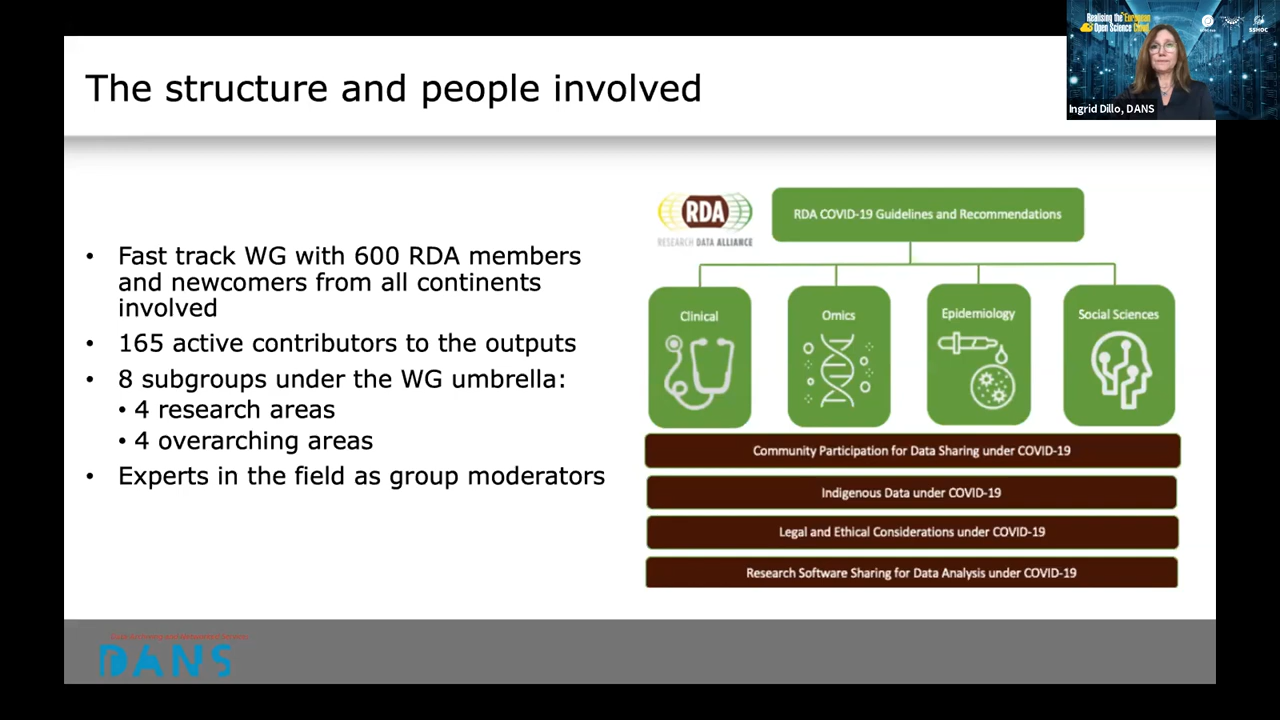 Realising the European
Open Science Cloud
SSHOC
Ingrid Dillo, DANS
The structure and people involved
• Fast track WG with 600 RDA members
and newcomers from all continents
involved
• 165 active contributors to the outputs
• 8 subgroups under the WG umbrella:
• 4 research areas
• 4 overarching areas
• Experts in the field as group moderators
RDA
RESEARCH DATA ALLIANCE
RDA COVID-19 Guidelines and Recommendations
Clinical
Omics
Epidemiology
Social Sciences
Community Participation for Data Sharing under COVID-19
Indigenous Data under COVID-19
Legal and Ethical Considerations under COVID-19
Research Software Sharing for Data Analysis under COVID-19
DANS